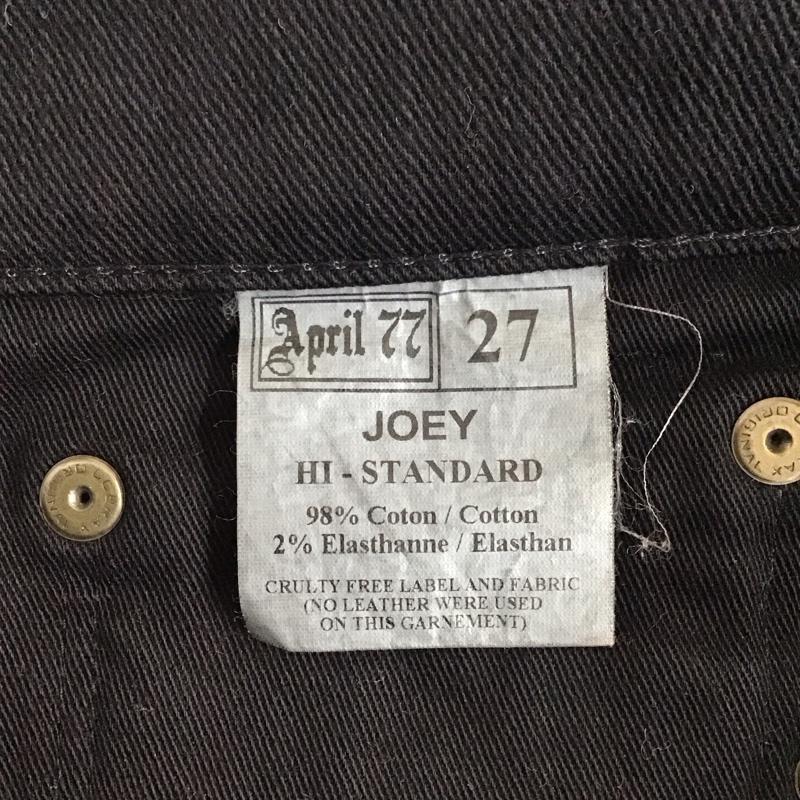 April 77 27
JOEY
HI - STANDARD
98% Coton / Cotton
2% Elasthanne / Elasthan
CRULTY FREE LABEL AND FABRIC
(NO LEATHER WERE USED
ON THIS GARNEMENT)
ORIGINAL